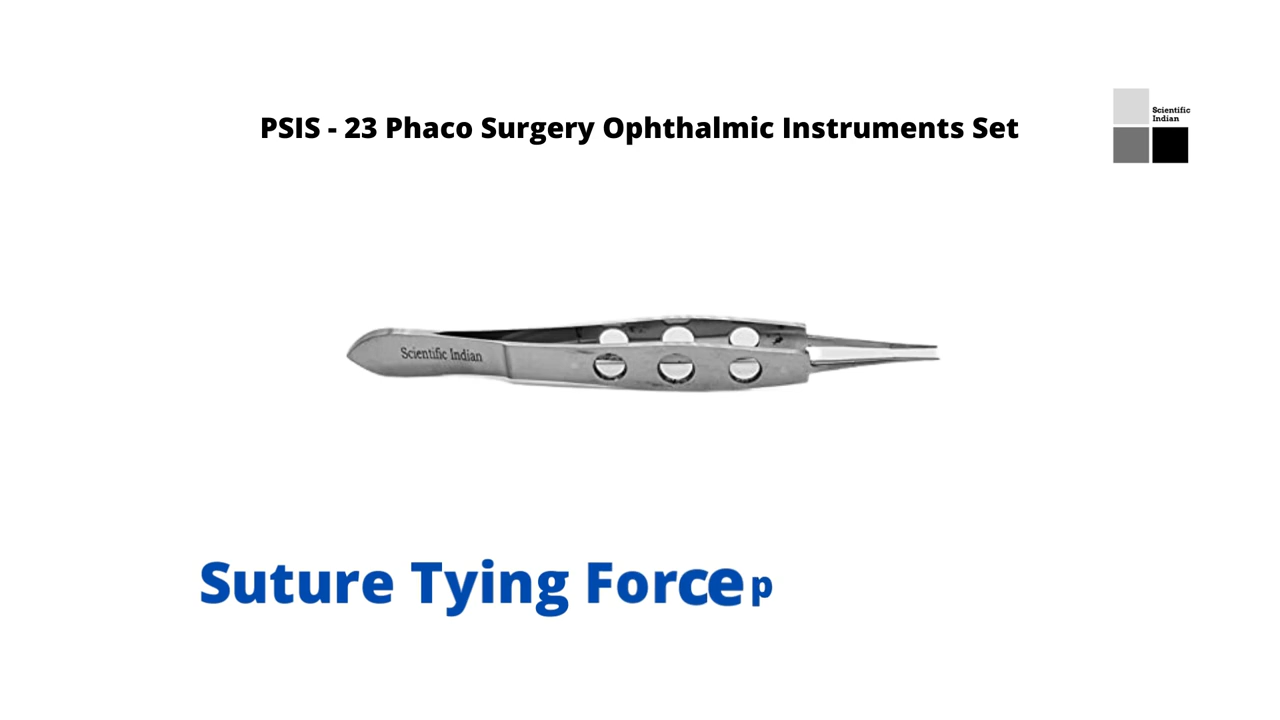 PSIS - 23 Phaco Surgery Ophthalmic Instruments Set
Scientific
Indian
Scientific Indian
Suture Tying Forcep